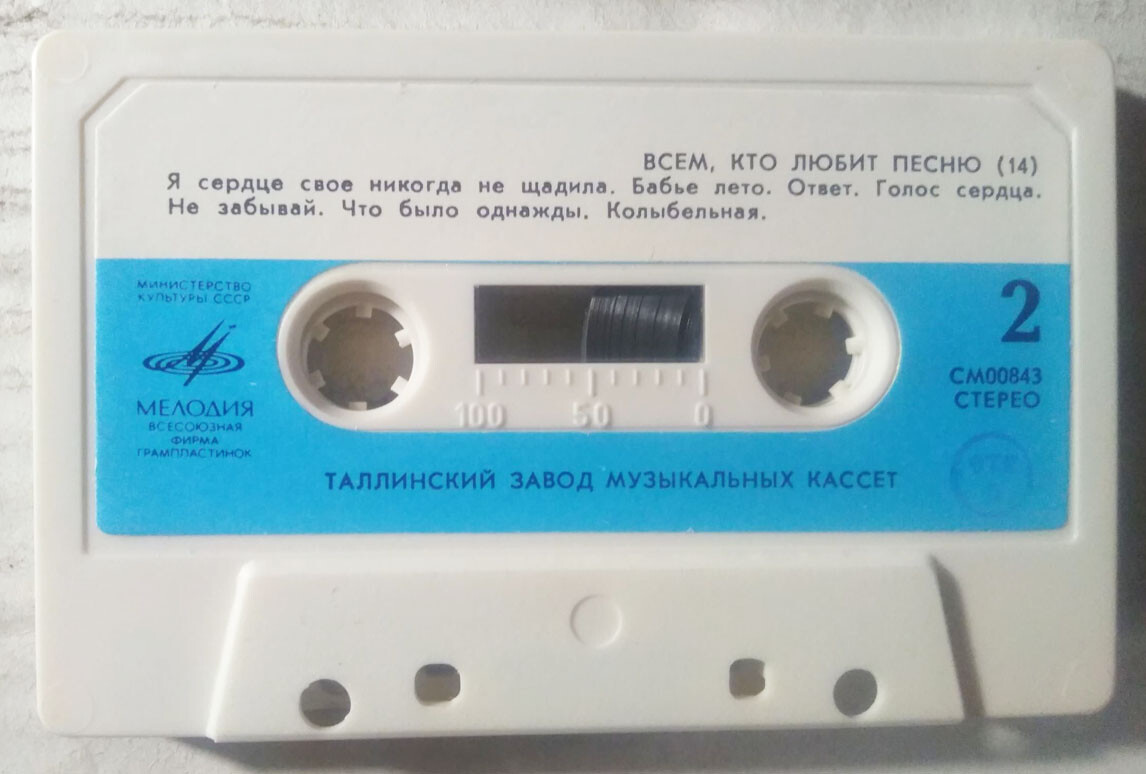 ВСЕМ, КТО ЛЮБИТ ПЕСНЮ (14)
Я сердце свое никогда не щадила. Бабье лето. Ответ. Голос сердца.
Не забывай. Что было однажды. Колыбельная.
МИНИСТЕРСТВО
КУЛЬТУРЫ СССР
МЕЛОДИЯ
ВСЕСОЮЗНАЯ
ФИРМА
ГРАМПЛАСТИНОК
2
СМ00843
СТЕРЕО
100 50 0
ТАЛЛИНСКИЙ ЗАВОД МУЗЫКАЛЬНЫХ КАССЕТ